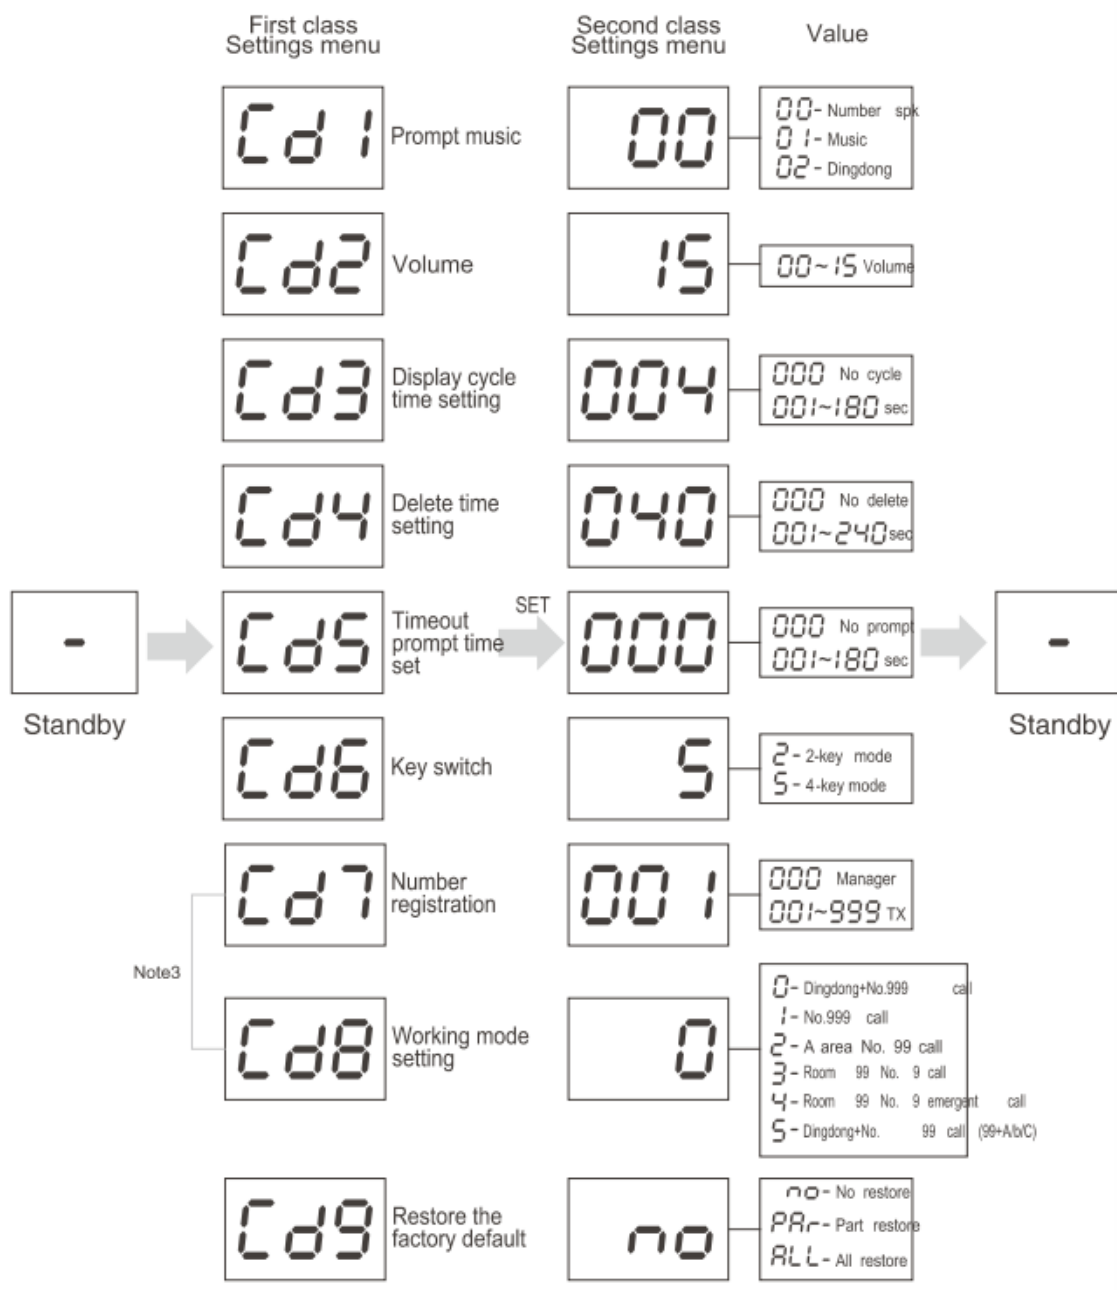 First class
Settings menu
Second class
Settings menu
Value
Cd1
Prompt music
00
00- Number spk
01- Music
02- Dingdong
Cd2
Volume
15
00~15 Volume
Cd3
Display cycle
time setting
004
000 No cycle
001~180 sec
Cd4
Delete time
setting
040
000 No delete
001~240 sec
-
Standby
Cd5
Timeout
prompt time
set
SET
000
000 No prompt
001~180 sec
-
Standby
Cd6
Key switch
5
2- 2-key mode
5- 4-key mode
Note3
Cd7
Number
registration
001
000 Manager
001~999 TX
Cd8
Working mode
setting
0
0- Dingdong+No.999 call
1- No.999 call
2- A area No. 99 call
3- Room 99 No. 9 call
4- Room 99 No. 9 emergent call
5- Dingdong+No. 99 call (99+A/b/C)
Cd9
Restore the
factory default
no
no- No restore
PAr- Part restore
ALL- All restore